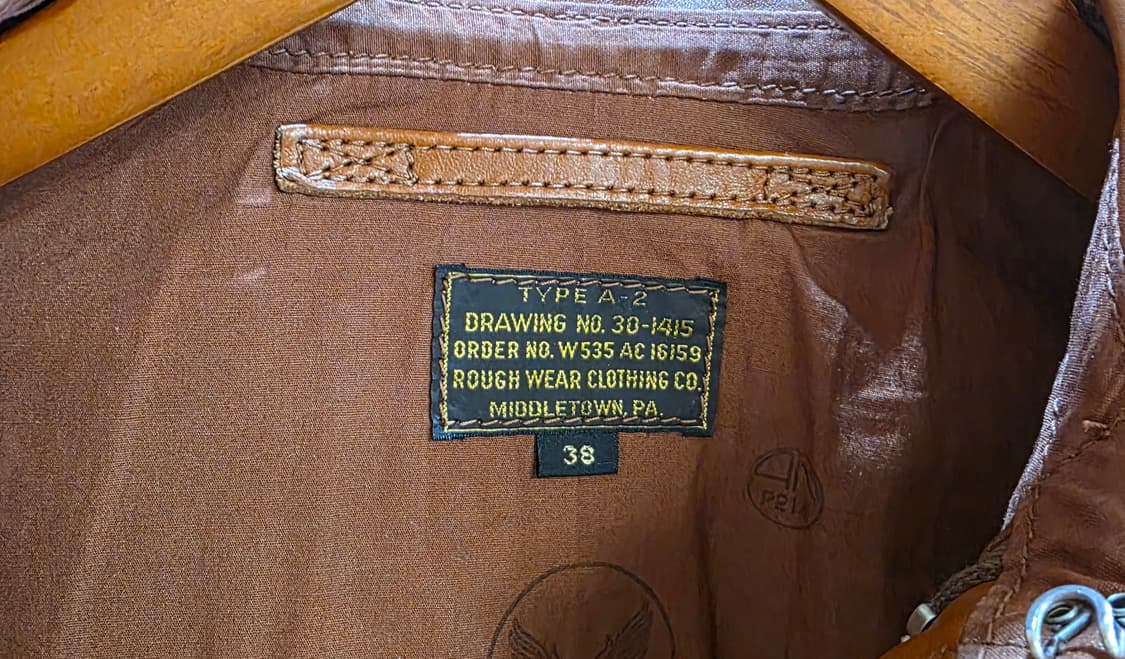 TYPE A-2
DRAWING NO. 30-1415
ORDER NO. W535 AC 16159
ROUGH WEAR CLOTHING CO.
MIDDLETOWN, PA.
38